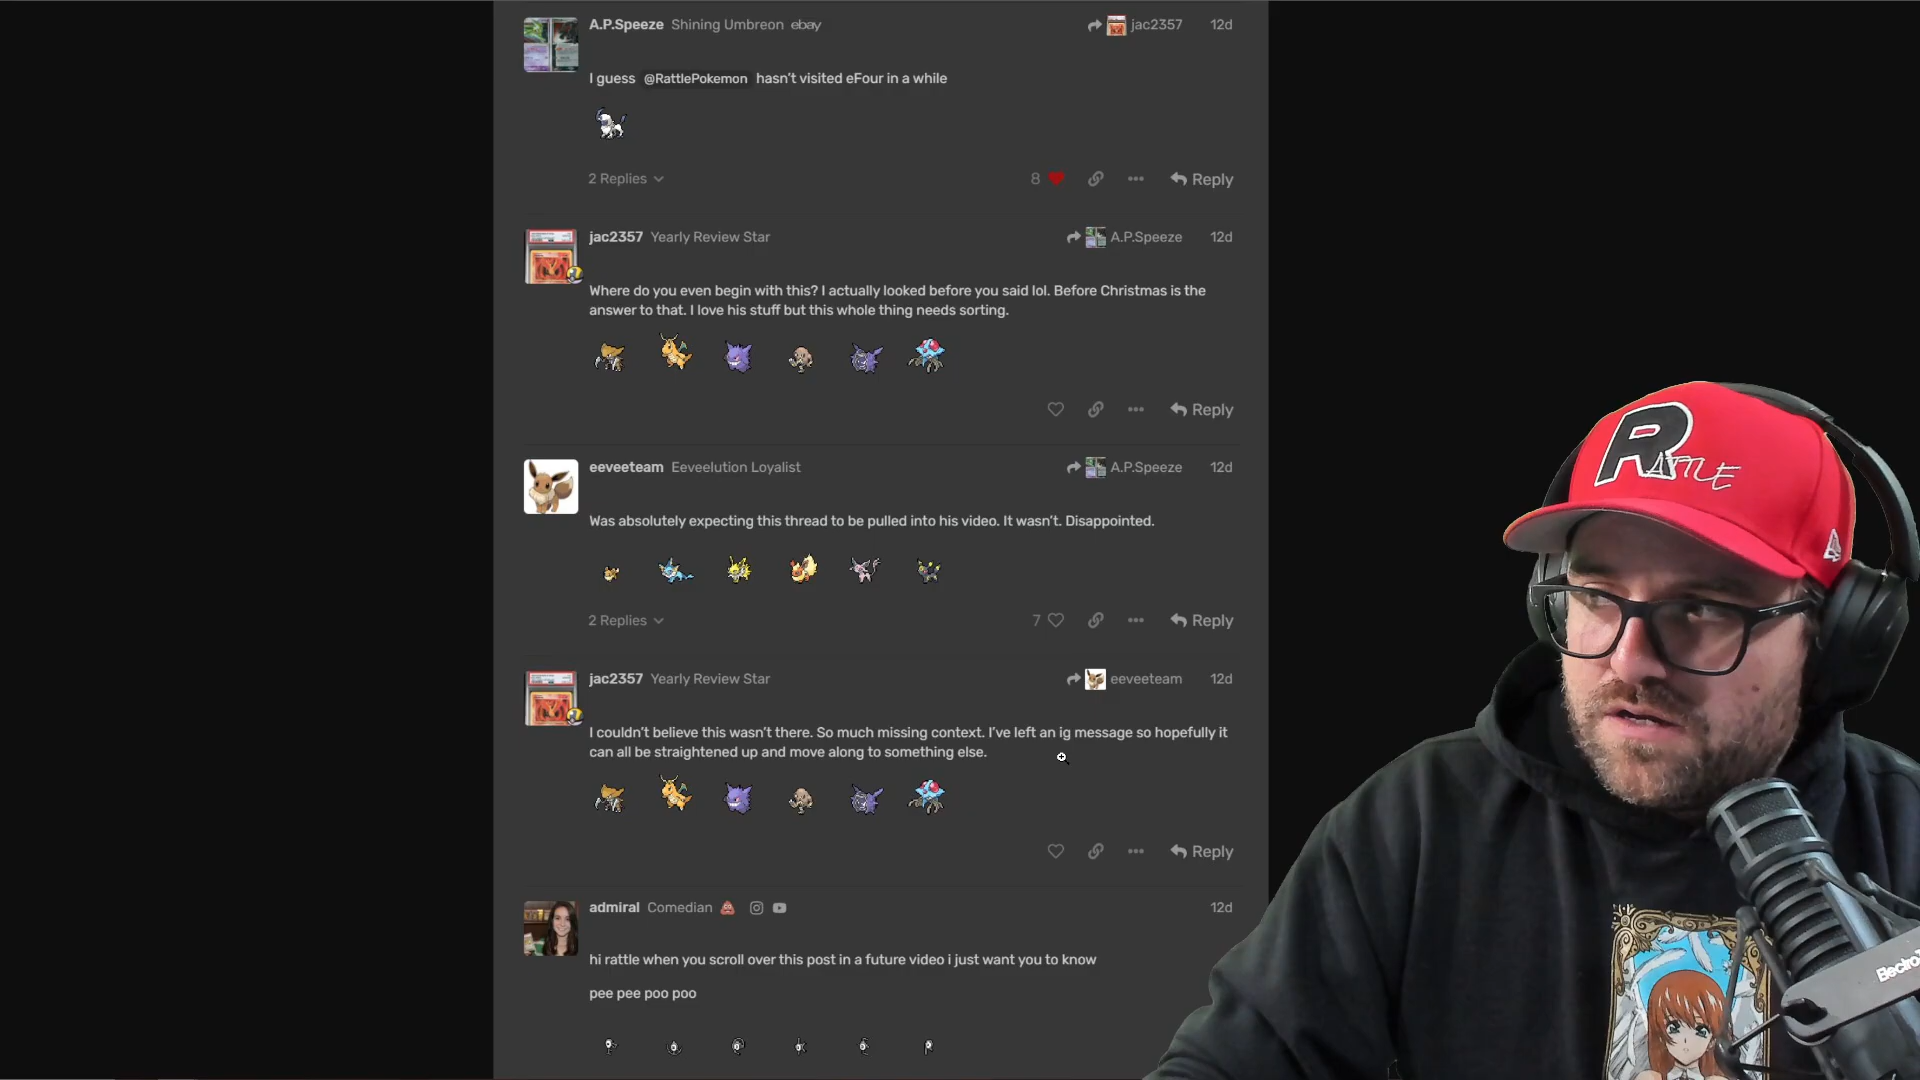 A.P.Speeze Shining Umbreon ebay jac2357 12d
I guess @RattlePokemon hasn't visited eFour in a while
2 Replies 8 Reply
jac2357 Yearly Review Star A.P.Speeze 12d
Where do you even begin with this? I actually looked before you said lol. Before Christmas is the
answer to that. I love his stuff but this whole thing needs sorting.
Reply
eeveeteam Eeveelution Loyalist A.P.Speeze 12d
Was absolutely expecting this thread to be pulled into his video. It wasn't. Disappointed.
2 Replies 7 Reply
jac2357 Yearly Review Star eeveeteam 12d
I couldn't believe this wasn't there. So much missing context. I've left an ig message so hopefully it
can all be straightened up and move along to something else.
Reply
admiral Comedian 12d
hi rattle when you scroll over this post in a future video i just want you to know
pee pee poo poo
RATTLE